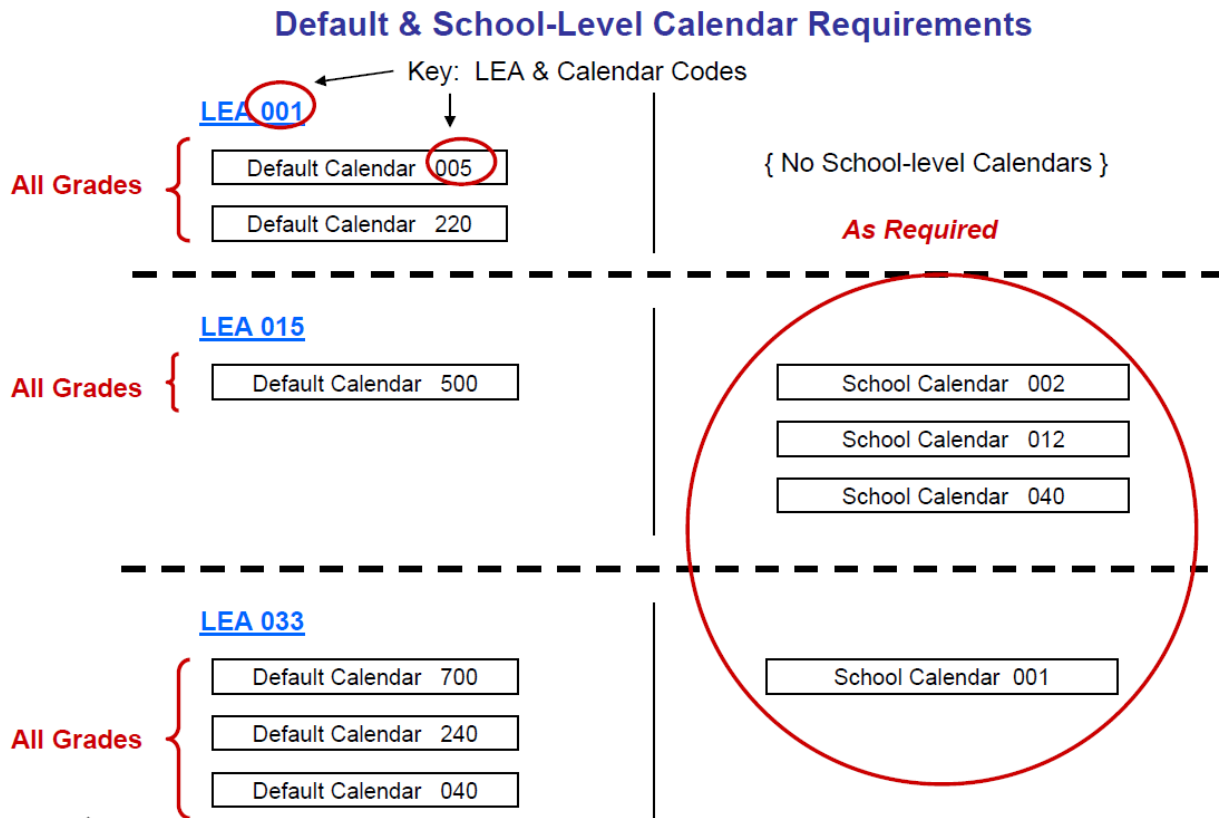 Default & School-Level Calendar Requirements
Key: LEA & Calendar Codes
LEA 001
All Grades
Default Calendar 005
Default Calendar 220
{ No School-level Calendars }
As Required
LEA 015
All Grades
Default Calendar 500
School Calendar 002
School Calendar 012
School Calendar 040
LEA 033
All Grades
Default Calendar 700
Default Calendar 240
Default Calendar 040
School Calendar 001